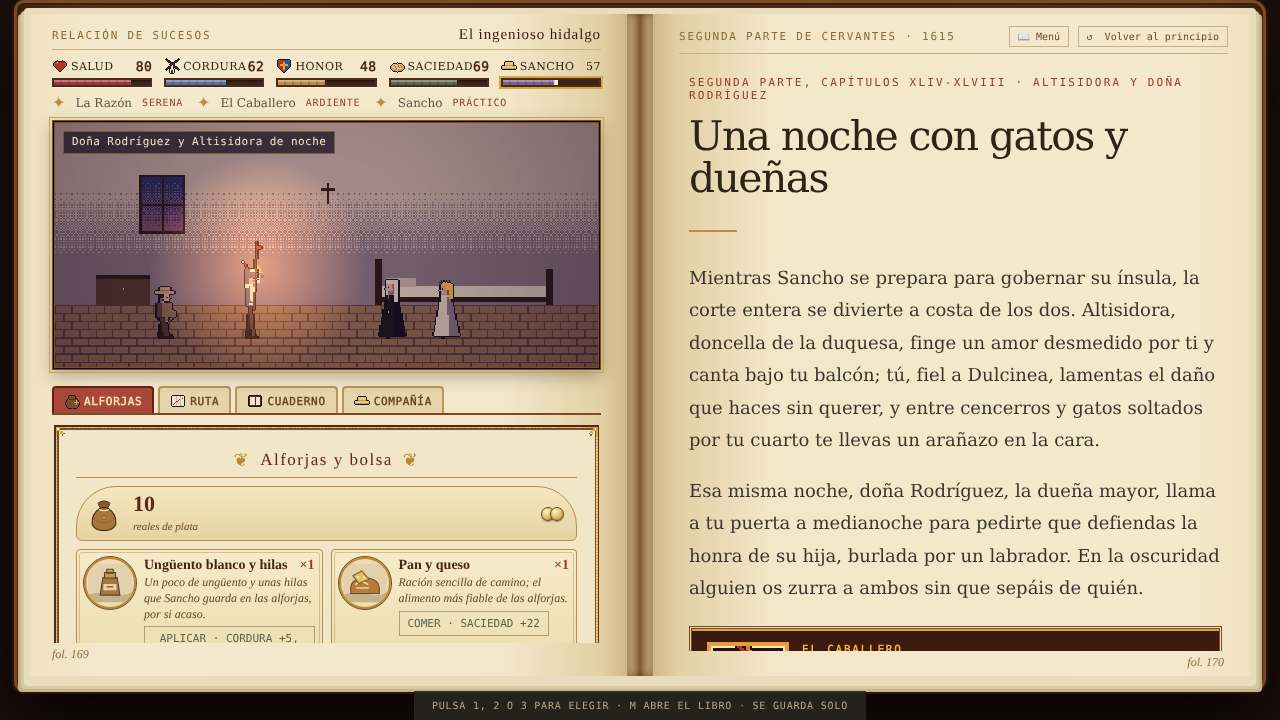 RELACIÓN DE SUCESOS
El ingenioso hidalgo
SALUD 80
CORDURA 62
HONOR 48
SACIEDAD 69
SANCHO 57
La Razón SERENA
El Caballero ARDIENTE
Sancho PRÁCTICO
Doña Rodríguez y Altisidora de noche
ALFORJAS
RUTA
CUADERNO
COMPAÑÍA
Alforjas y bolsa
10
reales de plata
Ungüento blanco y hilas ×1
Un poco de ungüento y unas hilas
que Sancho guarda en las alforjas,
por si acaso.
APLICAR · CORDURA +5,
Pan y queso ×1
Ración sencilla de camino; el
alimento más fiable de las alforjas.
COMER · SACIEDAD +22
fol. 169
SEGUNDA PARTE DE CERVANTES · 1615
Menú
↺ Volver al principio
SEGUNDA PARTE, CAPÍTULOS XLIV-XLVIII · ALTISIDORA Y DOÑA
RODRÍGUEZ
Una noche con gatos y
dueñas
Mientras Sancho se prepara para gobernar su ínsula, la
corte entera se divierte a costa de los dos. Altisidora,
doncella de la duquesa, finge un amor desmedido por ti y
canta bajo tu balcón; tú, fiel a Dulcinea, lamentas el daño
que haces sin querer, y entre cencerros y gatos soltados
por tu cuarto te llevas un arañazo en la cara.
Esa misma noche, doña Rodríguez, la dueña mayor, llama
a tu puerta a medianoche para pedirte que defiendas la
honra de su hija, burlada por un labrador. En la oscuridad
alguien os zurra a ambos sin que sepáis de quién.
EL CABALLERO
fol. 170
PULSA 1, 2 O 3 PARA ELEGIR · M ABRE EL LIBRO · SE GUARDA SOLO